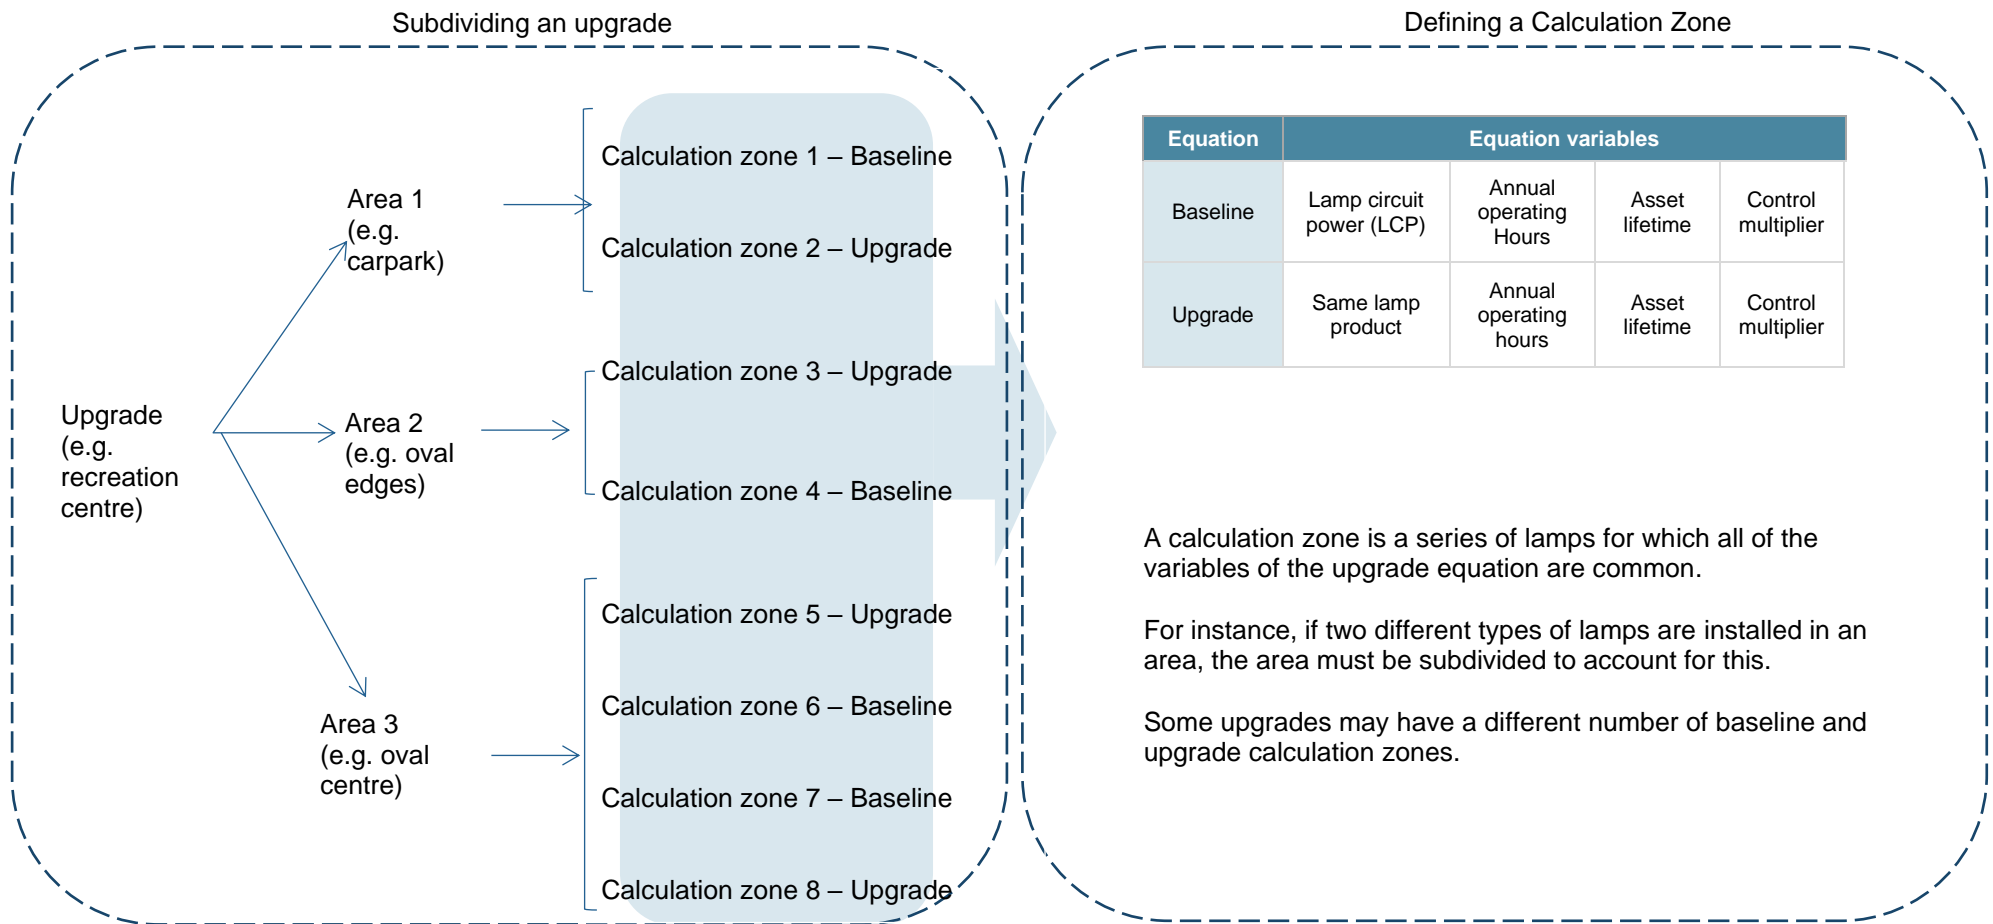 Subdividing an upgrade
Upgrade
(e.g.
recreation
centre)
Area 1
(e.g.
carpark)
Area 2
(e.g. oval
edges)
Area 3
(e.g. oval
centre)
Calculation zone 1 – Baseline
Calculation zone 2 – Upgrade
Calculation zone 3 – Upgrade
Calculation zone 4 – Baseline
Calculation zone 5 – Upgrade
Calculation zone 6 – Baseline
Calculation zone 7 – Baseline
Calculation zone 8 – Upgrade
Defining a Calculation Zone
Equation
Equation variables
Baseline
Lamp circuit
power (LCP)
Annual
operating
Hours
Asset
lifetime
Control
multiplier
Upgrade
Same lamp
product
Annual
operating
hours
Asset
lifetime
Control
multiplier
A calculation zone is a series of lamps for which all of the
variables of the upgrade equation are common.
For instance, if two different types of lamps are installed in an
area, the area must be subdivided to account for this.
Some upgrades may have a different number of baseline and
upgrade calculation zones.